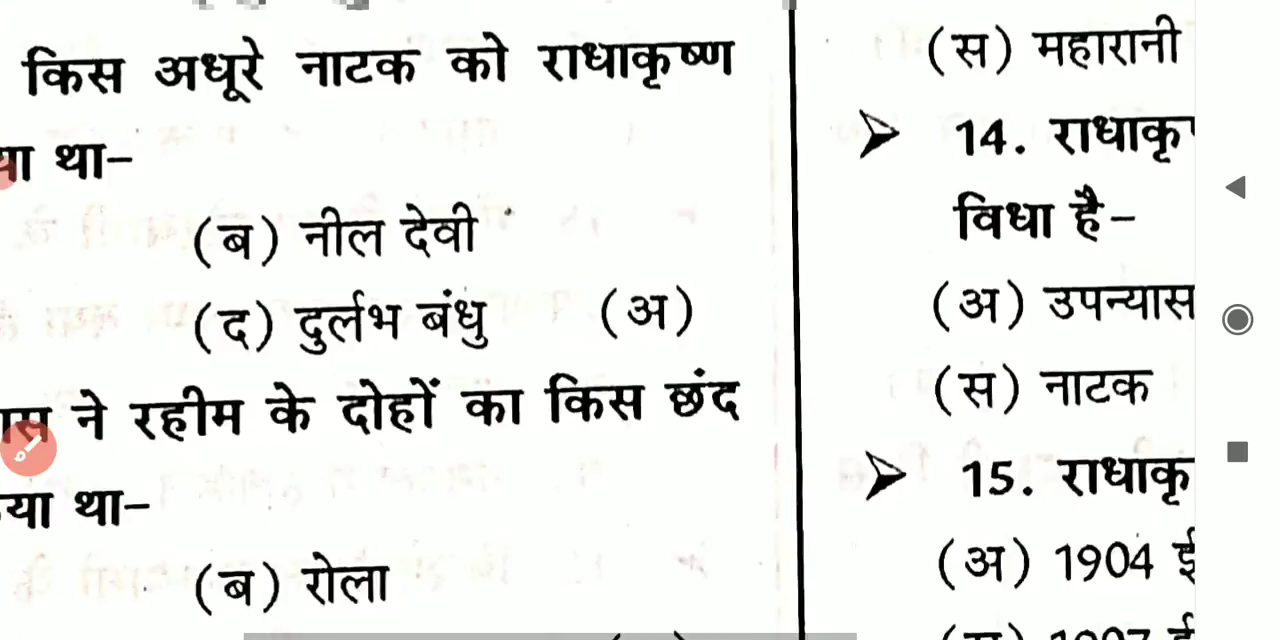 किस अधूरे नाटक को राधाकृष्ण
या था-
(ब) नील देवी
(द) दुर्लभ बंधु (अ)
ने रहीम के दोहों का किस छंद
या था-
(ब) रोला
(स) महारानी
14. राधाकृ
विधा है-
(अ) उपन्यास
(स) नाटक
15. राधाकृ
(अ) 1904 ई